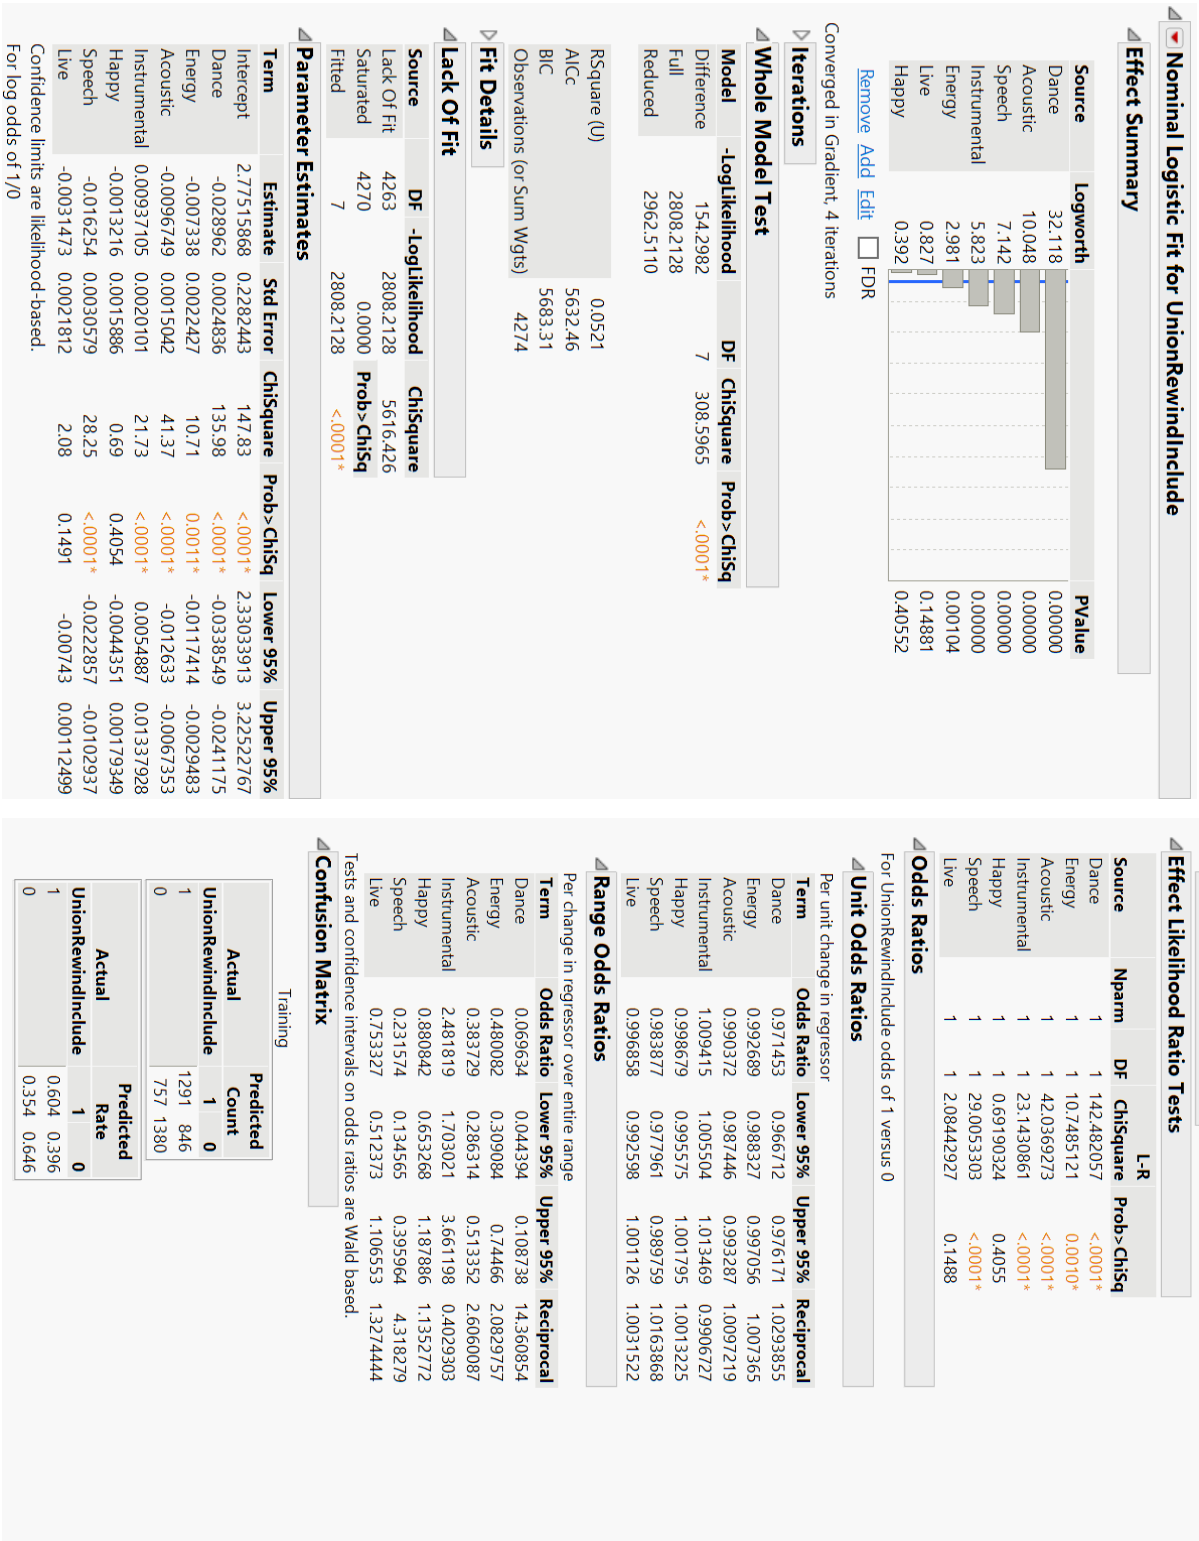 Nominal Logistic Fit for UnionRewindInclude
Effect Summary
Source Logworth PValue
Dance 32.118 0.00000
Acoustic 10.048 0.00000
Speech 7.142 0.00000
Instrumental 5.823 0.00000
Energy 2.981 0.00104
Live 0.827 0.14881
Happy 0.392 0.40552
Remove Add Edit FDR
Converged in Gradient, 4 iterations
Iterations
Whole Model Test
Model -LogLikelihood DF ChiSquare Prob>ChiSq
Difference 154.2982 7 308.5965 <.0001*
Full 2808.2128
Reduced 2962.5110
RSquare (U) 0.0521
AICc 5632.46
BIC 5683.31
Observations (or Sum Wgts) 4274
Fit Details
Lack Of Fit
Source DF -LogLikelihood ChiSquare
Lack Of Fit 4263 2808.2128 5616.426
Saturated 4270 0.0000 Prob>ChiSq
Fitted 7 2808.2128 <.0001*
Parameter Estimates
Term Estimate Std Error ChiSquare Prob>ChiSq Lower 95% Upper 95%
Intercept 2.77515868 0.2282443 147.83 <.0001* 2.33033913 3.22522767
Dance -0.028962 0.0024836 135.98 <.0001* -0.0338549 -0.0241175
Energy -0.007338 0.0022427 10.71 0.0011* -0.0117414 -0.0029483
Acoustic -0.0096749 0.0015042 41.37 <.0001* -0.012633 -0.0067353
Instrumental 0.00937105 0.0020101 21.73 <.0001* 0.0054887 0.01337928
Happy -0.0013216 0.0015886 0.69 0.4054 -0.0044351 0.00179349
Speech -0.016254 0.0030579 28.25 <.0001* -0.0222857 -0.0102937
Live -0.0031473 0.0021812 2.08 0.1491 -0.00743 0.00112499
Confidence limits are likelihood-based.
For log odds of 1/0
Effect Likelihood Ratio Tests
L-R
Source Nparm DF ChiSquare Prob>ChiSq
Dance 1 1 142.482057 <.0001*
Energy 1 1 10.7485121 0.0010*
Acoustic 1 1 42.0369273 <.0001*
Instrumental 1 1 23.1430861 <.0001*
Happy 1 1 0.69190324 0.4055
Speech 1 1 29.0053303 <.0001*
Live 1 1 2.08442927 0.1488
Odds Ratios
For UnionRewindInclude odds of 1 versus 0
Unit Odds Ratios
Per unit change in regressor
Term Odds Ratio Lower 95% Upper 95% Reciprocal
Dance 0.971453 0.966712 0.976171 1.0293855
Energy 0.992689 0.988327 0.997056 1.007365
Acoustic 0.990372 0.987446 0.993287 1.0097219
Instrumental 1.009415 1.005504 1.013469 0.9906727
Happy 0.998679 0.995575 1.001795 1.0013225
Speech 0.983877 0.977961 0.989759 1.0163868
Live 0.996858 0.992598 1.001126 1.0031522
Range Odds Ratios
Per change in regressor over entire range
Term Odds Ratio Lower 95% Upper 95% Reciprocal
Dance 0.069634 0.044394 0.108738 14.360854
Energy 0.480082 0.309084 0.74466 2.0829757
Acoustic 0.383729 0.286314 0.513352 2.6060087
Instrumental 2.481819 1.703021 3.661198 0.4029303
Happy 0.880842 0.653268 1.187886 1.1352772
Speech 0.231574 0.134565 0.395964 4.318279
Live 0.753327 0.512373 1.106553 1.3274444
Tests and confidence intervals on odds ratios are Wald based.
Confusion Matrix
Training
Actual Predicted Count
UnionRewindInclude 1 0
1 1291 846
0 757 1380
Actual Predicted Rate
UnionRewindInclude 1 0
1 0.604 0.396
0 0.354 0.646